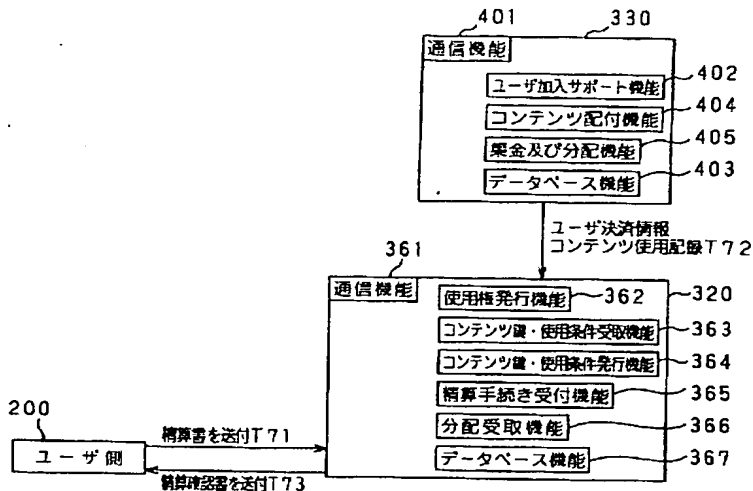 401
330
通信機能
402
ユーザ加入サポート機能
404
コンテンツ配付機能
405
集金及び分配機能
403
データベース機能
ユーザ決済情報
コンテンツ使用記録T72
361
通信機能
320
使用権発行機能
362
コンテンツ鍵・使用条件受取機能
363
コンテンツ鍵・使用条件発行機能
364
精算手続き受付機能
365
分配受取機能
366
データベース機能
367
200
ユーザ側
精算書を送付T71
精算確認書を送付T73